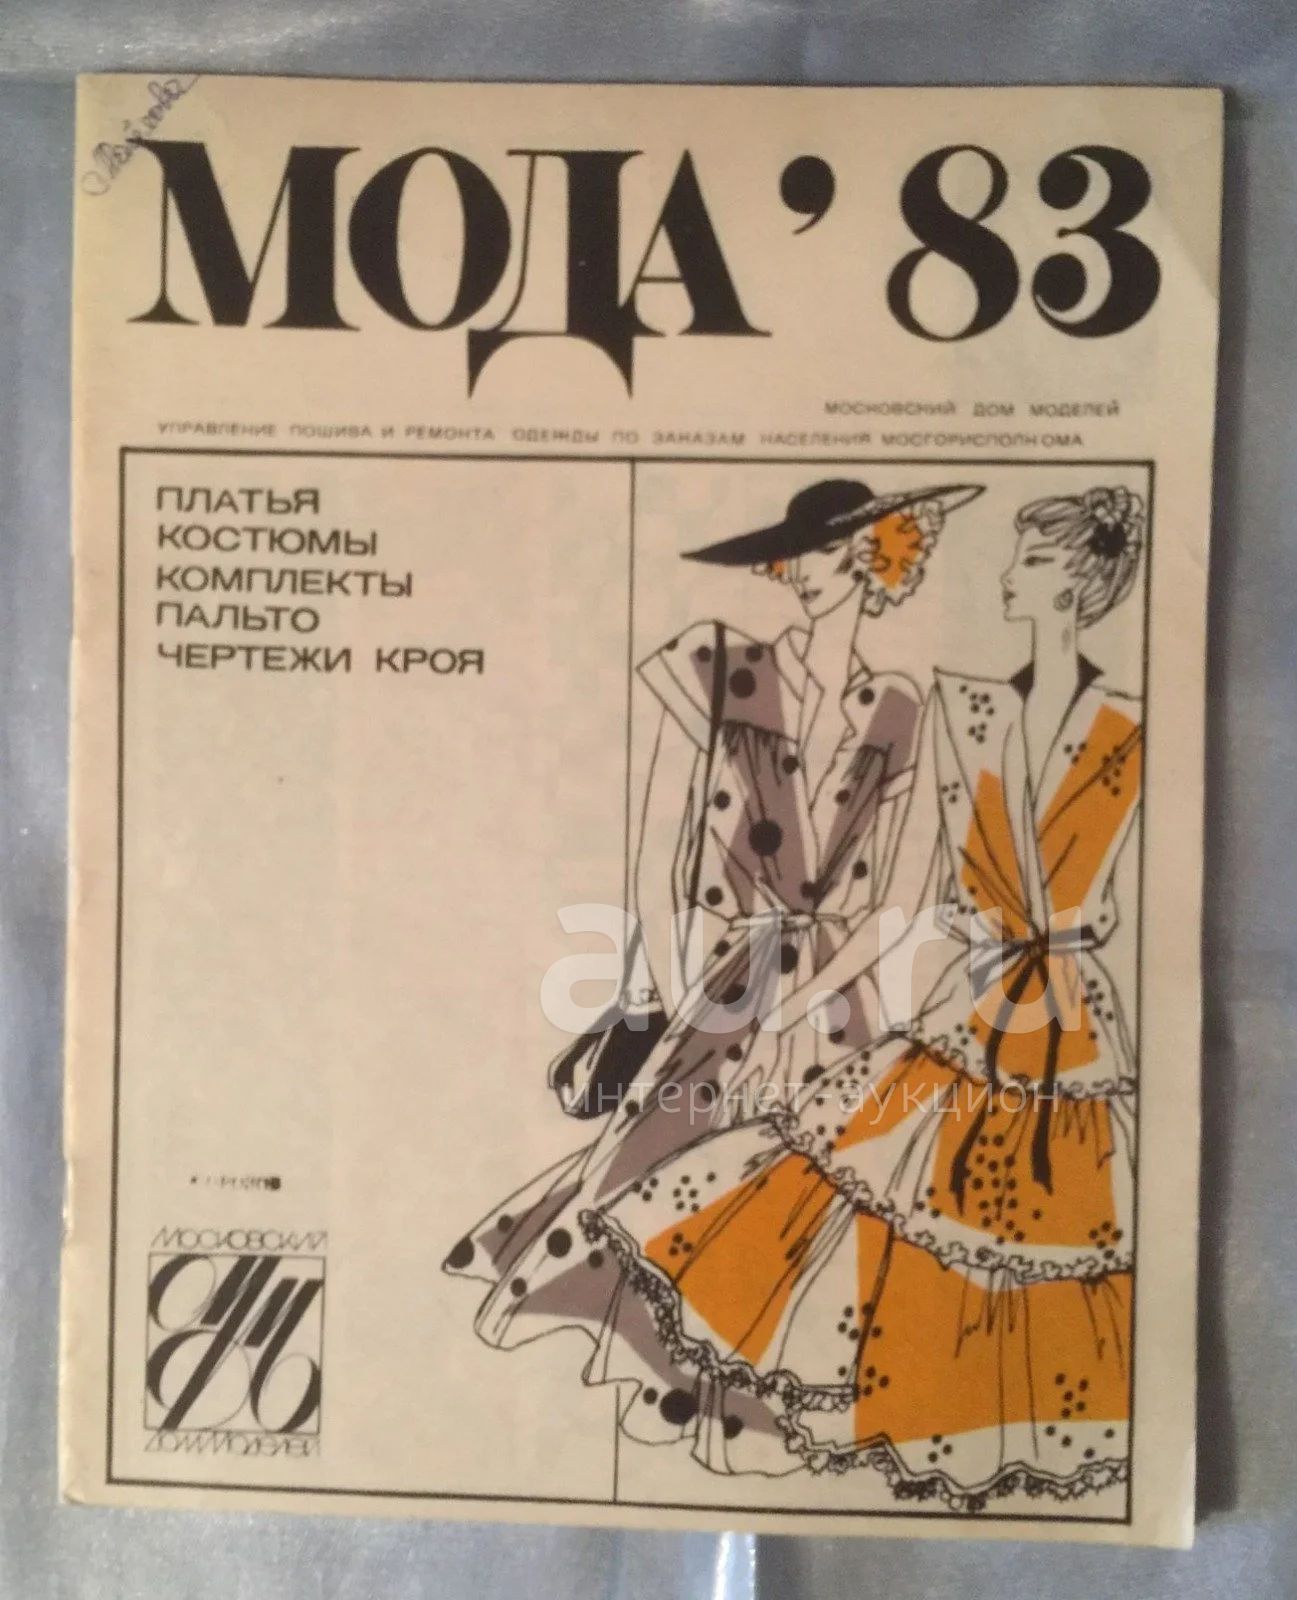 МОДА '83
МОСКОВСКИЙ ДОМ МОДЕЛЕЙ
УПРАВЛЕНИЕ ПОШИВА И РЕМОНТА ОДЕЖДЫ ПО ЗАКАЗАМ НАСЕЛЕНИЯ МОСГОРИСПОЛКОМА
ПЛАТЬЯ
КОСТЮМЫ
КОМПЛЕКТЫ
ПАЛЬТО
ЧЕРТЕЖИ КРОЯ
au.ru
интернет-аукцион
МОСКОВСКИЙ
ДОМ МОДЕЛЕЙ